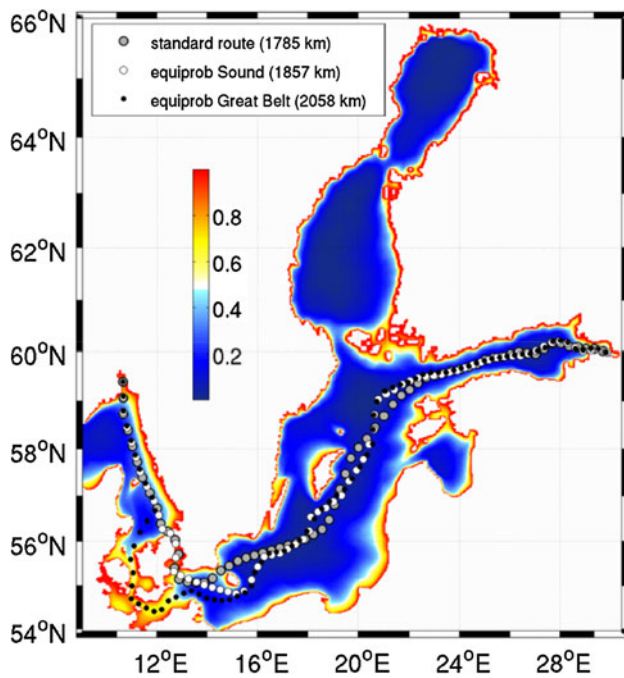 66°N
standard route (1785 km)
equiprob Sound (1857 km)
equiprob Great Belt (2058 km)
64°N
0.8
62°N
0.6
0.4
60°N
0.2
58°N
56°N
54°N
12°E 16°E 20°E 24°E 28°E